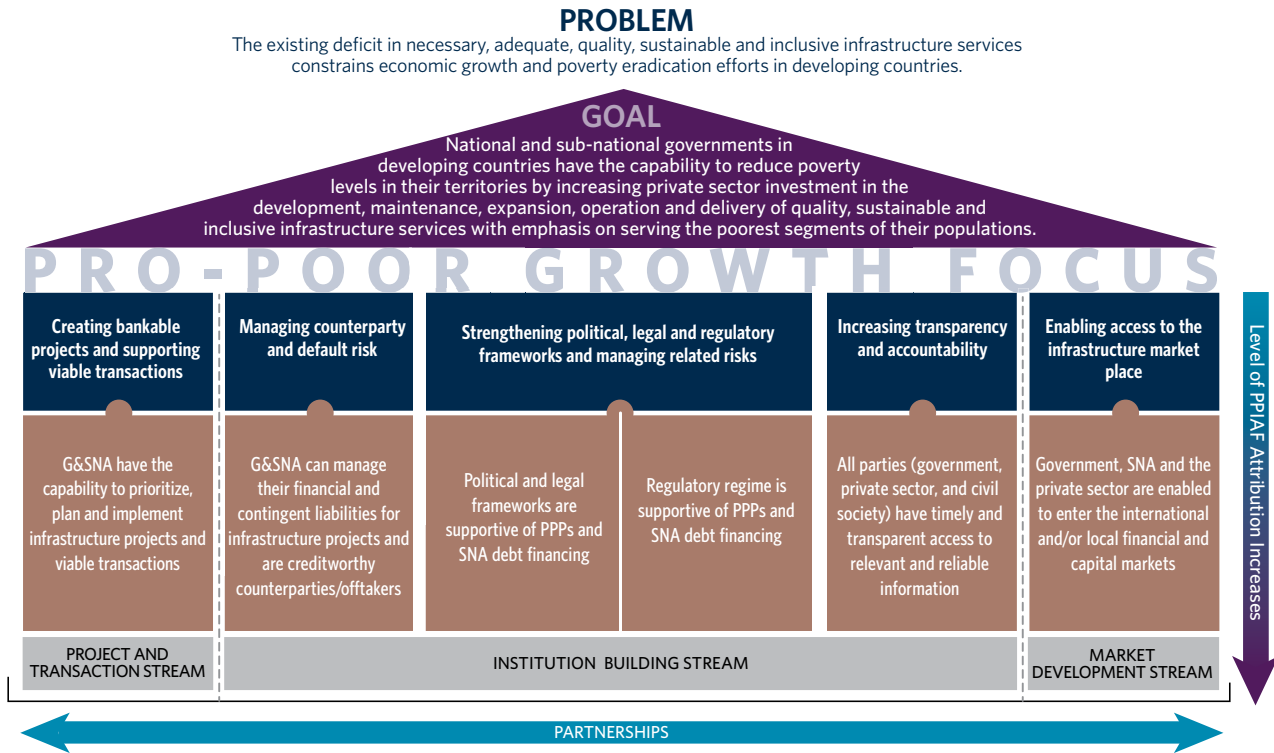 PROBLEM
The existing deficit in necessary, adequate, quality, sustainable and inclusive infrastructure services
constrains economic growth and poverty eradication efforts in developing countries.
GOAL
National and sub-national governments in
developing countries have the capability to reduce poverty
levels in their territories by increasing private sector investment in the
development, maintenance, expansion, operation and delivery of quality, sustainable and
inclusive infrastructure services with emphasis on serving the poorest segments of their populations.
PRO-POOR GROWTH FOCUS
Creating bankable
projects and supporting
viable transactions
Managing counterparty
and default risk
Strengthening political, legal and regulatory
frameworks and managing related risks
Increasing transparency
and accountability
Enabling access to the
infrastructure market
place
G&SNA have the
capability to prioritize,
plan and implement
infrastructure projects and
viable transactions
G&SNA can manage
their financial and
contingent liabilities for
infrastructure projects and
are creditworthy
counterparties/offtakers
Political and legal
frameworks are
supportive of PPPs and
SNA debt financing
Regulatory regime is
supportive of PPPs and
SNA debt financing
All parties (government,
private sector, and civil
society) have timely and
transparent access to
relevant and reliable
information
Government, SNA and the
private sector are enabled
to enter the international
and/or local financial and
capital markets
PROJECT AND
TRANSACTION STREAM
INSTITUTION BUILDING STREAM
MARKET
DEVELOPMENT STREAM
Level of PPIAF Attribution Increases
PARTNERSHIPS